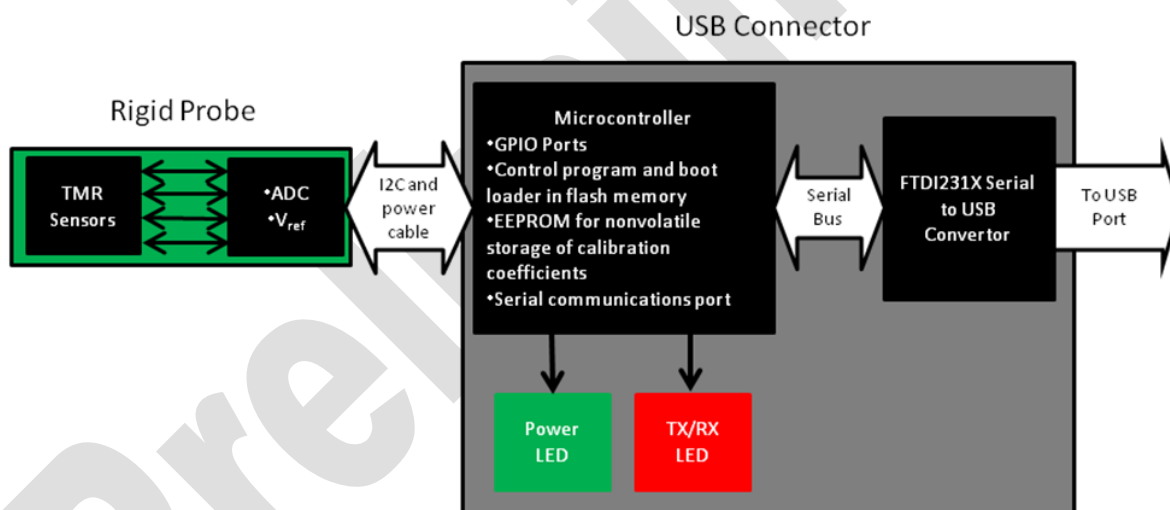 USB Connector
Rigid Probe
TMR
Sensors
•ADC
•Vref
I2C and
power
cable
Microcontroller
•GPIO Ports
•Control program and boot
loader in flash memory
•EEPROM for nonvolatile
storage of calibration
coefficients
•Serial communications port
Serial
Bus
FTDI231X Serial
to USB
Convertor
To USB
Port
Power
LED
TX/RX
LED